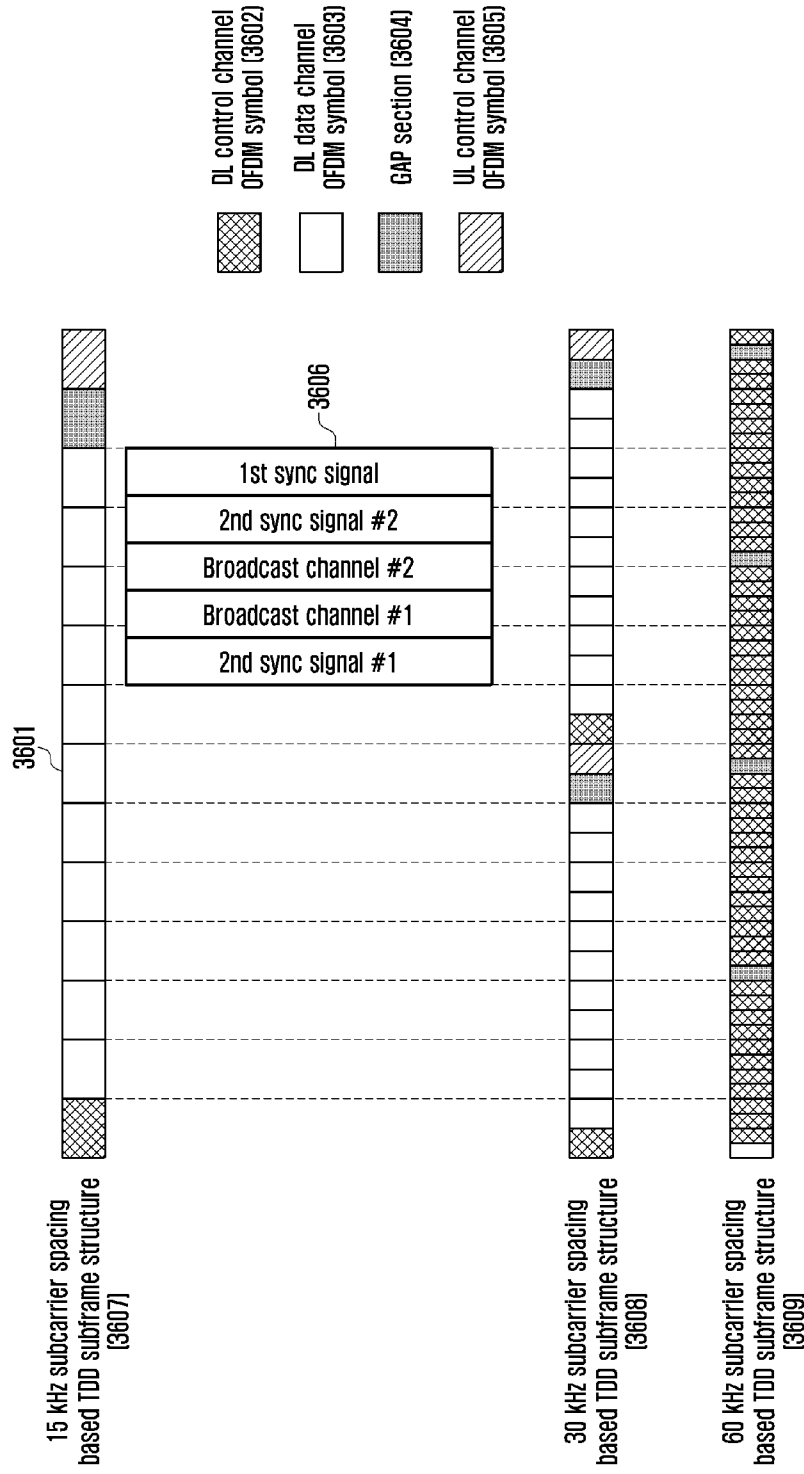 15 kHz subcarrier spacing
based TDD subframe structure
[3607]
3601
1st sync signal
2nd sync signal #2
Broadcast channel #2
Broadcast channel #1
2nd sync signal #1
3606
30 kHz subcarrier spacing
based TDD subframe structure
[3608]
60 kHz subcarrier spacing
based TDD subframe structure
[3609]
DL control channel
OFDM symbol [3602]
DL data channel
OFDM symbol [3603]
GAP section [3604]
UL control channel
OFDM symbol [3605]